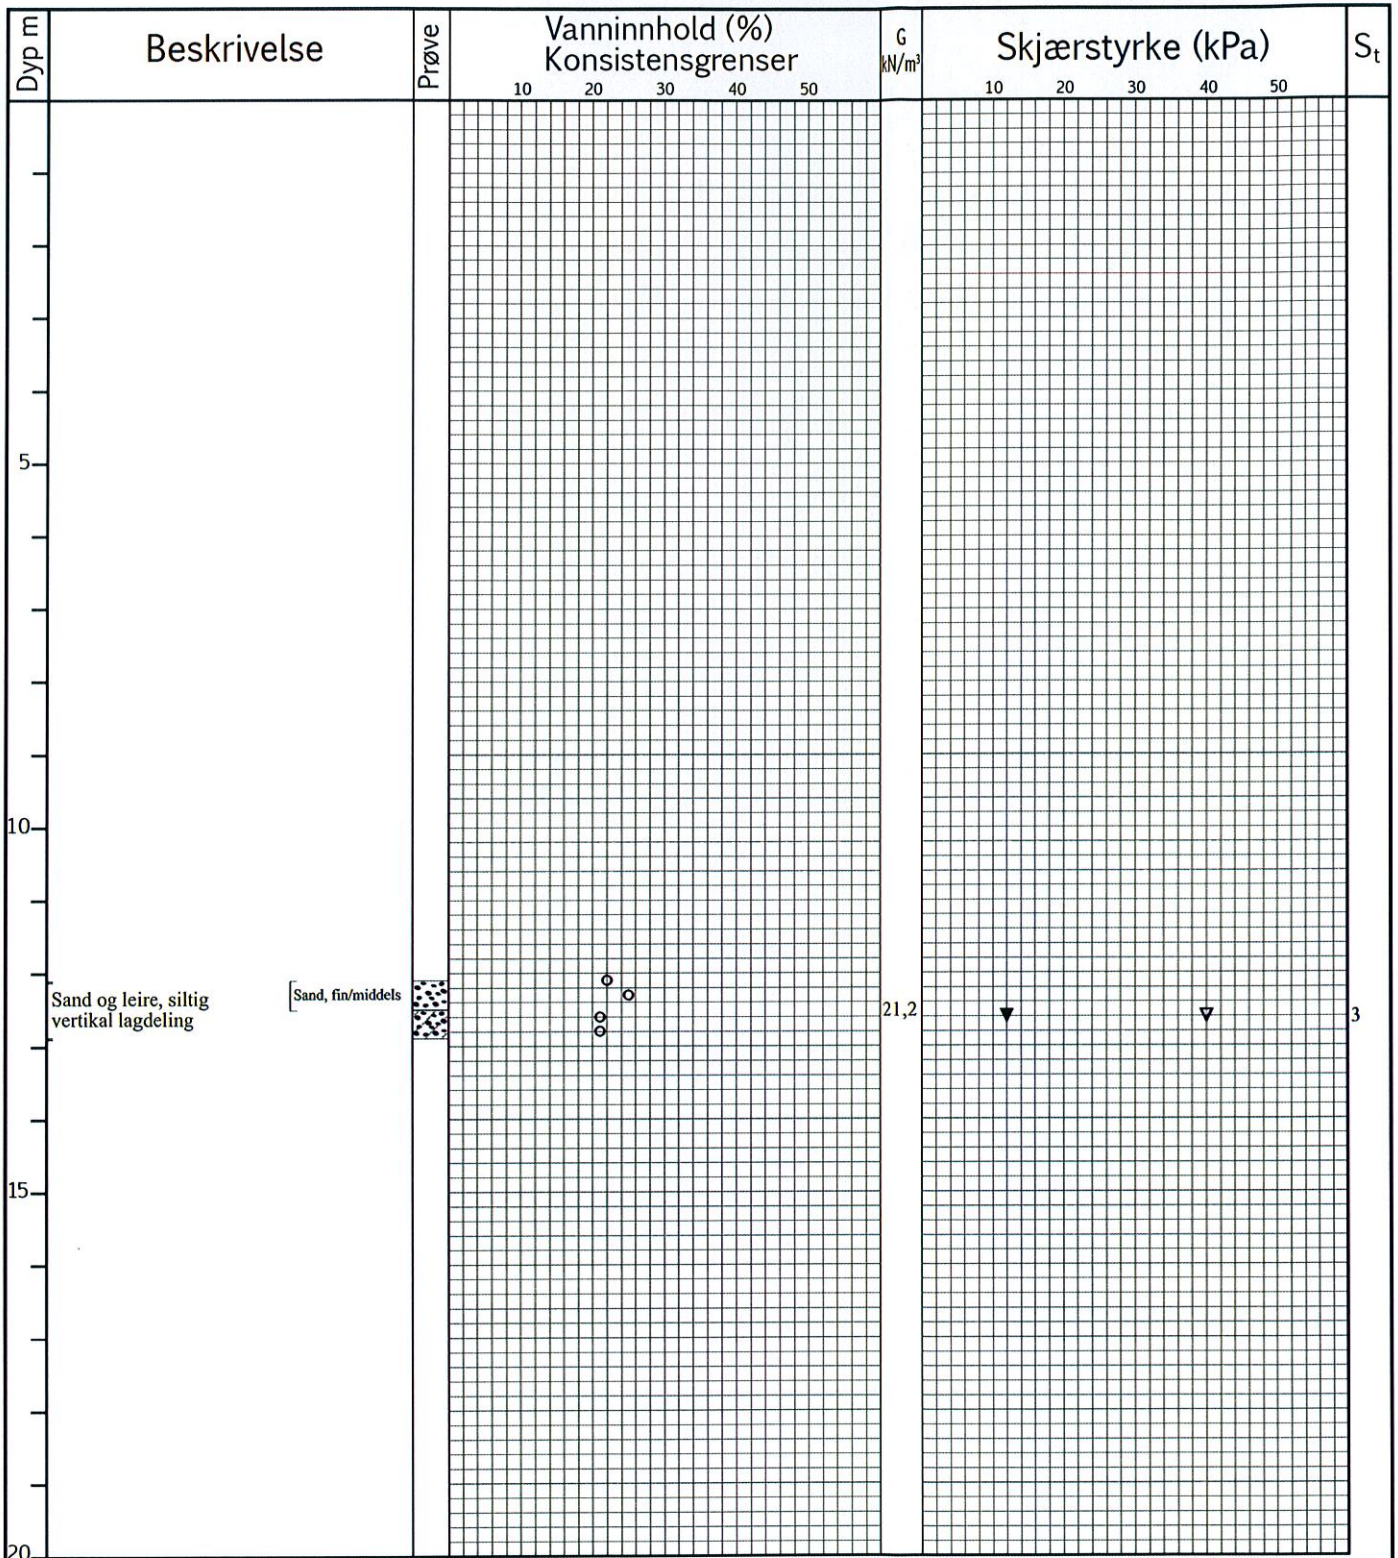 Dyp m
Beskrivelse
Prøve
Vanninnhold (%)
Konsistensgrenser
10 20 30 40 50
G
kN/m³
Skjærstyrke (kPa)
10 20 30 40 50
St
5
10
Sand og leire, siltig
vertikal lagdeling
Sand, fin/middels
21,2
3
15
20